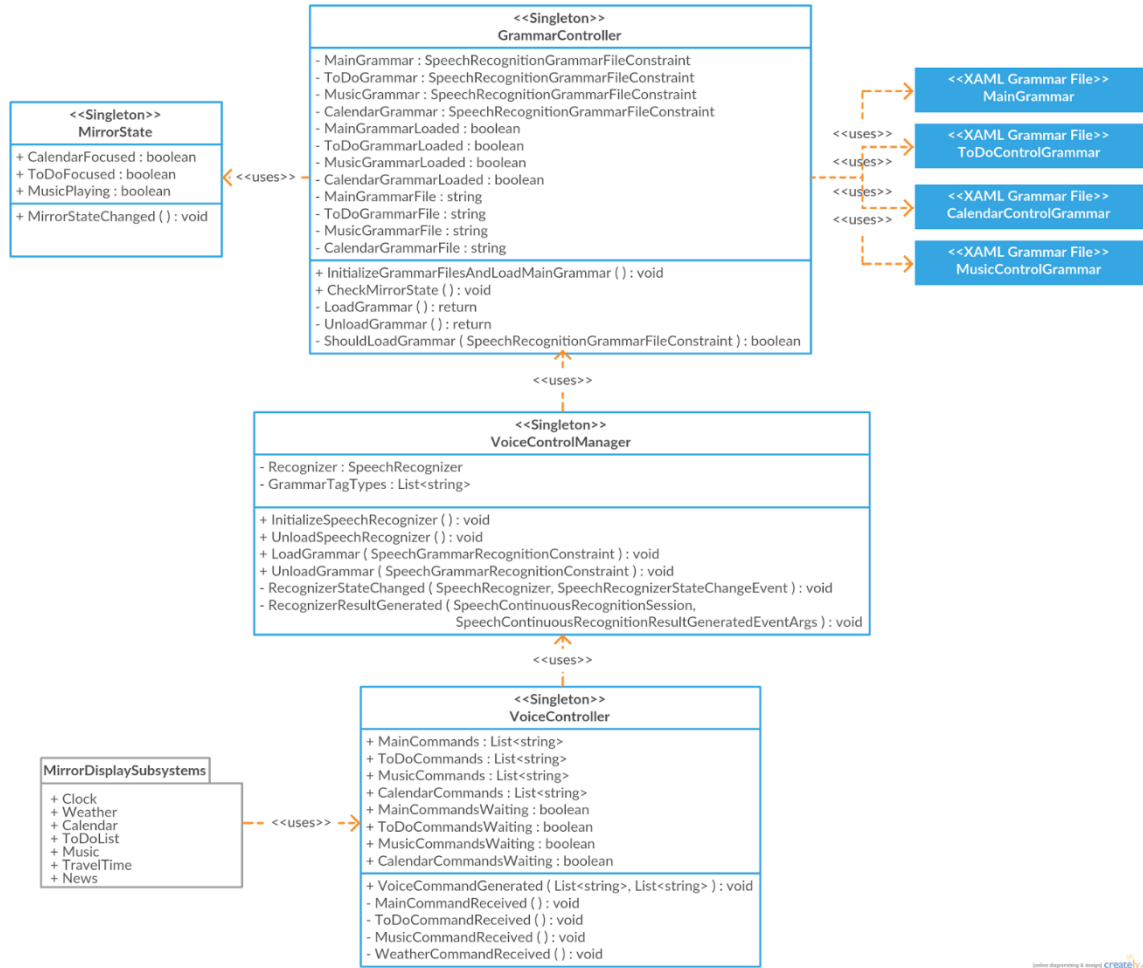 <<Singleton>>
GrammarController
- MainGrammar : SpeechRecognitionGrammarFileConstraint
- ToDoGrammar : SpeechRecognitionGrammarFileConstraint
- MusicGrammar : SpeechRecognitionGrammarFileConstraint
- CalendarGrammar : SpeechRecognitionGrammarFileConstraint
- MainGrammarLoaded : boolean
- ToDoGrammarLoaded : boolean
- MusicGrammarLoaded : boolean
- CalendarGrammarLoaded : boolean
- MainGrammarFile : string
- ToDoGrammarFile : string
- MusicGrammarFile : string
- CalendarGrammarFile : string
+ InitializeGrammarFilesAndLoadMainGrammar ( ) : void
+ CheckMirrorState ( ) : void
- LoadGrammar ( ) : return
- UnloadGrammar ( ) : return
- ShouldLoadGrammar ( SpeechRecognitionGrammarFileConstraint ) : boolean
<<Singleton>>
MirrorState
+ CalendarFocused : boolean
+ ToDoFocused : boolean
+ MusicPlaying : boolean
+ MirrorStateChanged ( ) : void
<<uses>>
<<uses>>
<<uses>>
<<uses>>
<<uses>>
<<XAML Grammar File>>
MainGrammar
<<XAML Grammar File>>
ToDoControlGrammar
<<XAML Grammar File>>
CalendarControlGrammar
<<XAML Grammar File>>
MusicControlGrammar
<<uses>>
<<Singleton>>
VoiceControlManager
- Recognizer : SpeechRecognizer
- GrammarTagTypes : List<string>
+ InitializeSpeechRecognizer ( ) : void
+ UnloadSpeechRecognizer ( ) : void
+ LoadGrammar ( SpeechGrammarRecognitionConstraint ) : void
+ UnloadGrammar ( SpeechGrammarRecognitionConstraint ) : void
- RecognizerStateChanged ( SpeechRecognizer, SpeechRecognizerStateChangeEvent ) : void
- RecognizerResultGenerated ( SpeechContinuousRecognitionSession,
SpeechContinuousRecognitionResultGeneratedEventArgs ) : void
<<uses>>
<<Singleton>>
VoiceController
+ MainCommands : List<string>
+ ToDoCommands : List<string>
+ MusicCommands : List<string>
+ CalendarCommands : List<string>
+ MainCommandsWaiting : boolean
+ ToDoCommandsWaiting : boolean
+ MusicCommandsWaiting : boolean
+ CalendarCommandsWaiting : boolean
+ VoiceCommandGenerated ( List<string>, List<string> ) : void
- MainCommandReceived ( ) : void
- ToDoCommandReceived ( ) : void
- MusicCommandReceived ( ) : void
- WeatherCommandReceived ( ) : void
MirrorDisplaySubsystems
+ Clock
+ Weather
+ Calendar
+ ToDoList
+ Music
+ TravelTime
+ News
<<uses>>
[online diagramming & design] creately